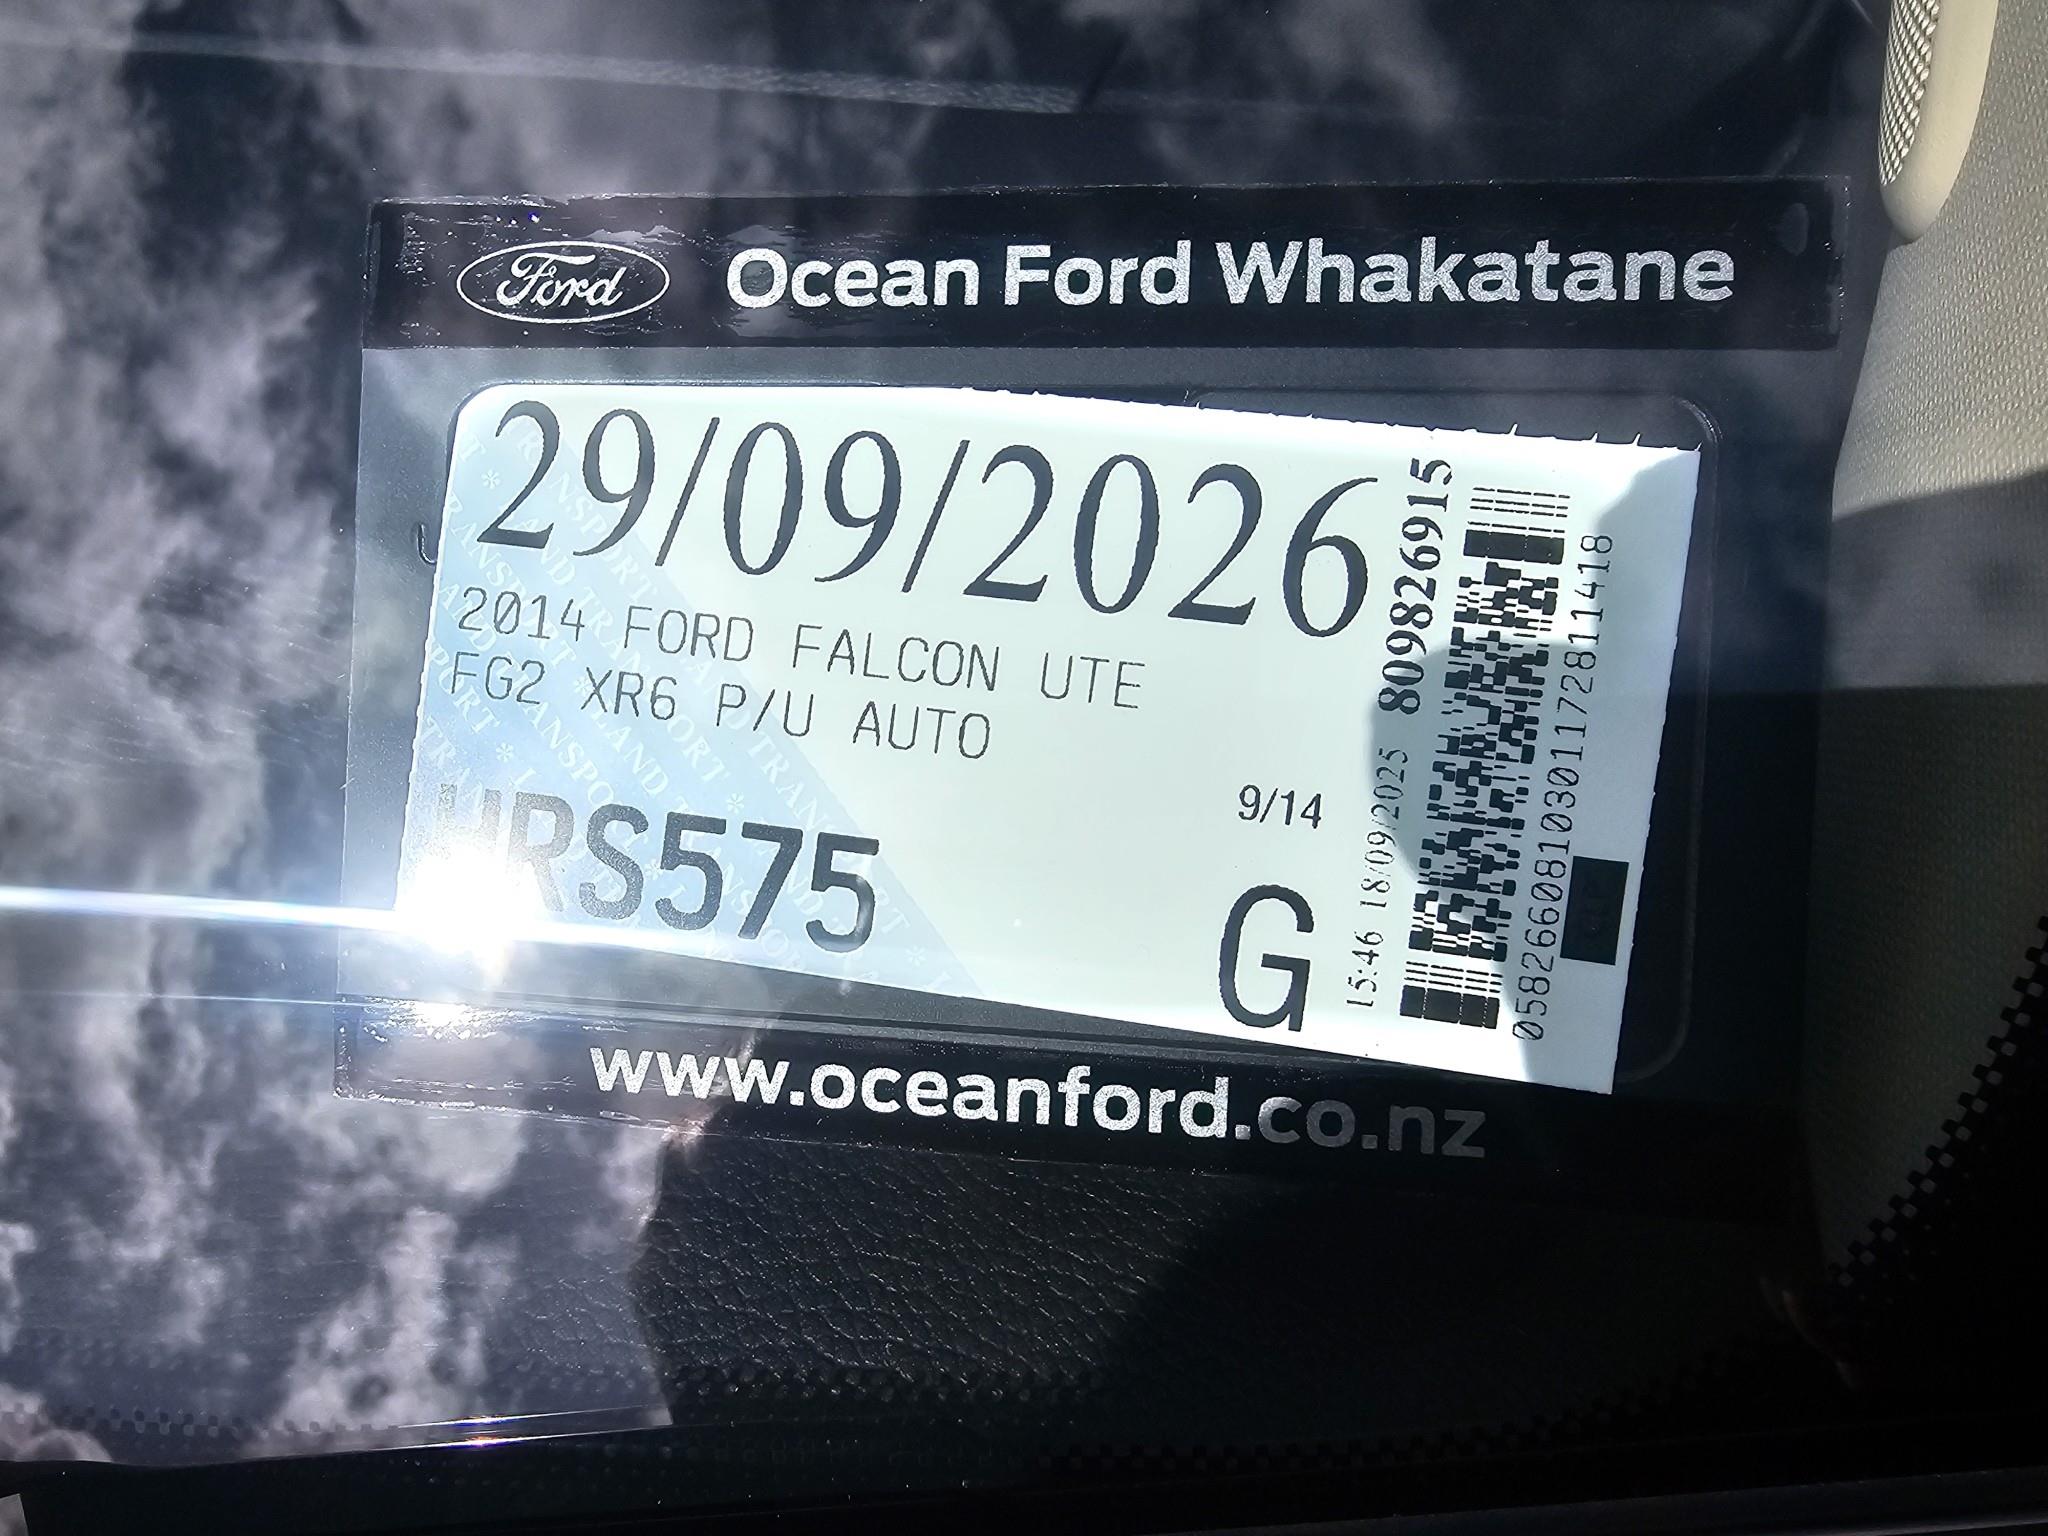 Ford Ocean Ford Whakatane
29/09/2026
2014 FORD FALCON UTE
FG2 XR6 P/U AUTO
9/14
HRS575
G
15:46 18/09/2025 809826915
0582660810301172811418
www.oceanford.co.nz